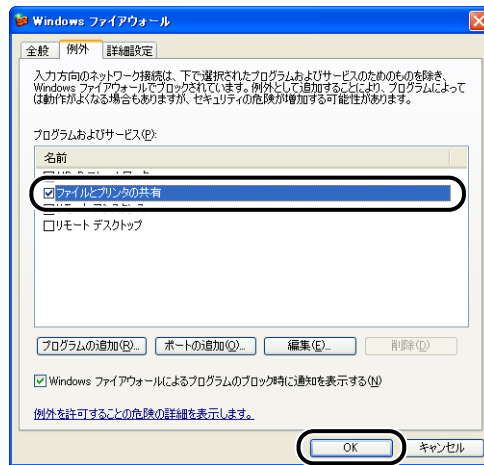 Windows ファイアウォール
全般 例外 詳細設定
入力方向のネットワーク接続は、下で選択されたプログラムおよびサービスのためのものを除き、
Windows ファイアウォールでブロックされています。例外として追加することにより、プログラムによって
は動作がよくなる場合もありますが、セキュリティの危険が増加する可能性があります。
プログラムおよびサービス(P):
名前
ファイルとプリンタの共有
リモート デスクトップ
プログラムの追加(R)... ポートの追加(O)... 編集(E)... 削除(D)
Windows ファイアウォールによるプログラムのブロック時に通知を表示する(N)
例外を許可することの危険の詳細を表示します。
OK キャンセル